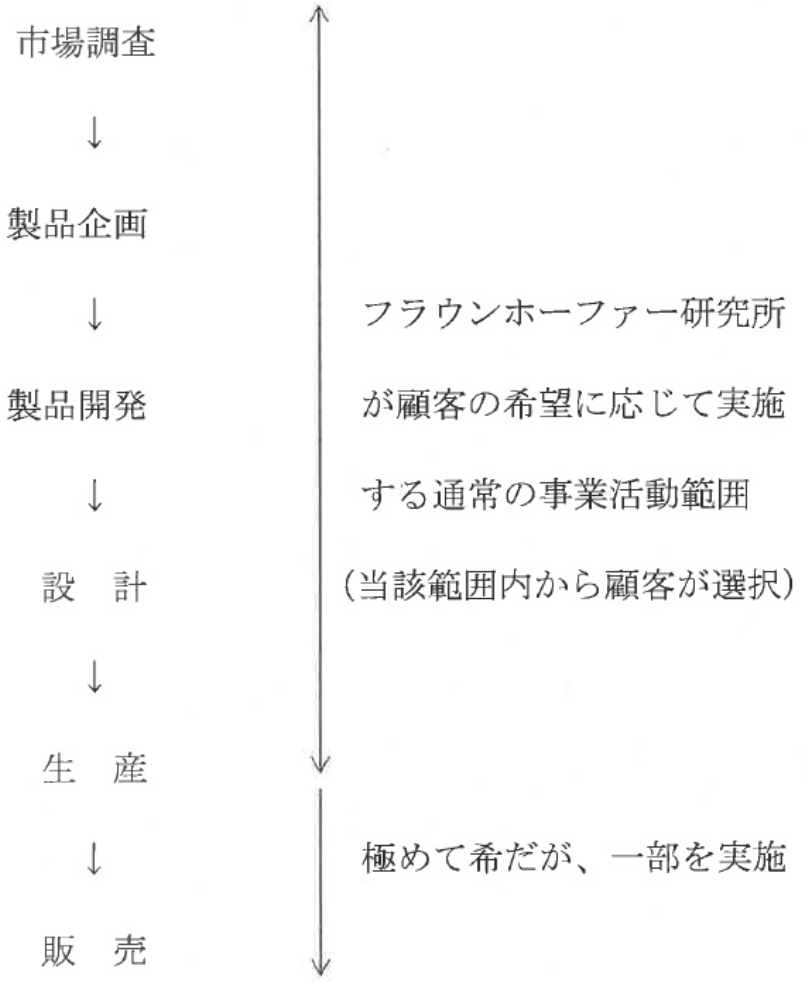 市場調査
↓
製品企画
↓
製品開発
↓
設　計
↓
生　産
↓
販　売
フラウンホーファー研究所
が顧客の希望に応じて実施
する通常の事業活動範囲
(当該範囲内から顧客が選択)
極めて希だが、一部を実施